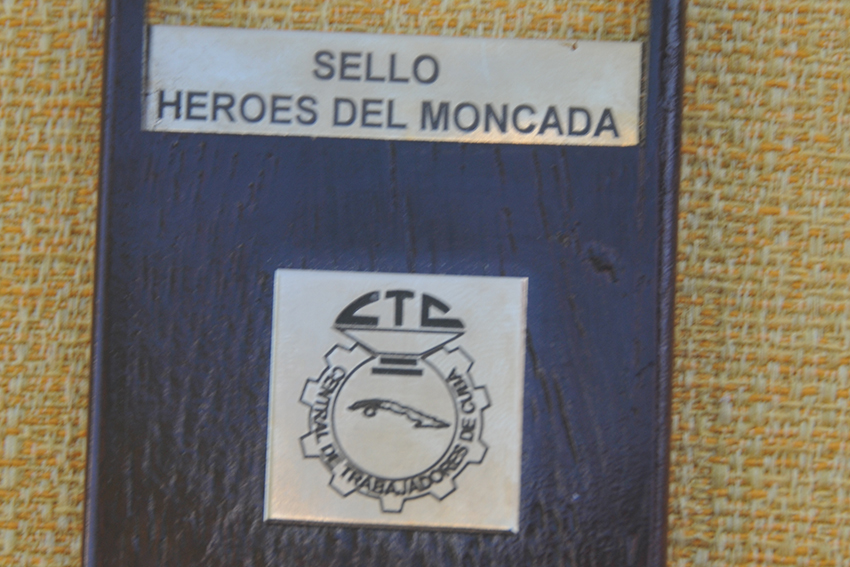 SELLO
HEROES DEL MONCADA
CTC
CENTRAL DE TRABAJADORES DE CUBA